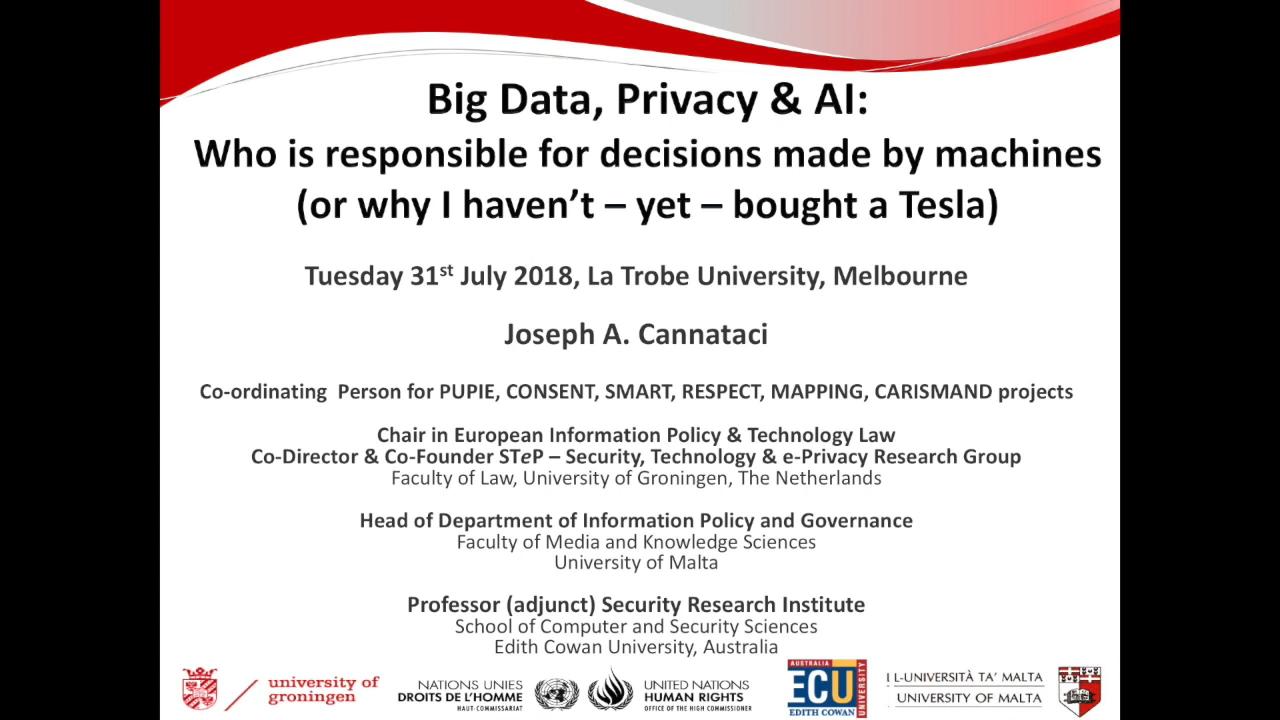 Big Data, Privacy & AI:
Who is responsible for decisions made by machines
(or why I haven't – yet – bought a Tesla)
Tuesday 31st July 2018, La Trobe University, Melbourne
Joseph A. Cannataci
Co-ordinating Person for PUPIE, CONSENT, SMART, RESPECT, MAPPING, CARISMAND projects
Chair in European Information Policy & Technology Law
Co-Director & Co-Founder STeP – Security, Technology & e-Privacy Research Group
Faculty of Law, University of Groningen, The Netherlands
Head of Department of Information Policy and Governance
Faculty of Media and Knowledge Sciences
University of Malta
Professor (adjunct) Security Research Institute
School of Computer and Security Sciences
Edith Cowan University, Australia
university of
groningen
NATIONS UNIES
DROITS DE L'HOMME
HAUT-COMMISSARIAT
UNITED NATIONS
HUMAN RIGHTS
OFFICE OF THE HIGH COMMISSIONER
AUSTRALIA
ECU
UNIVERSITY
EDITH COWAN
L-UNIVERSITÀ TA' MALTA
UNIVERSITY OF MALTA